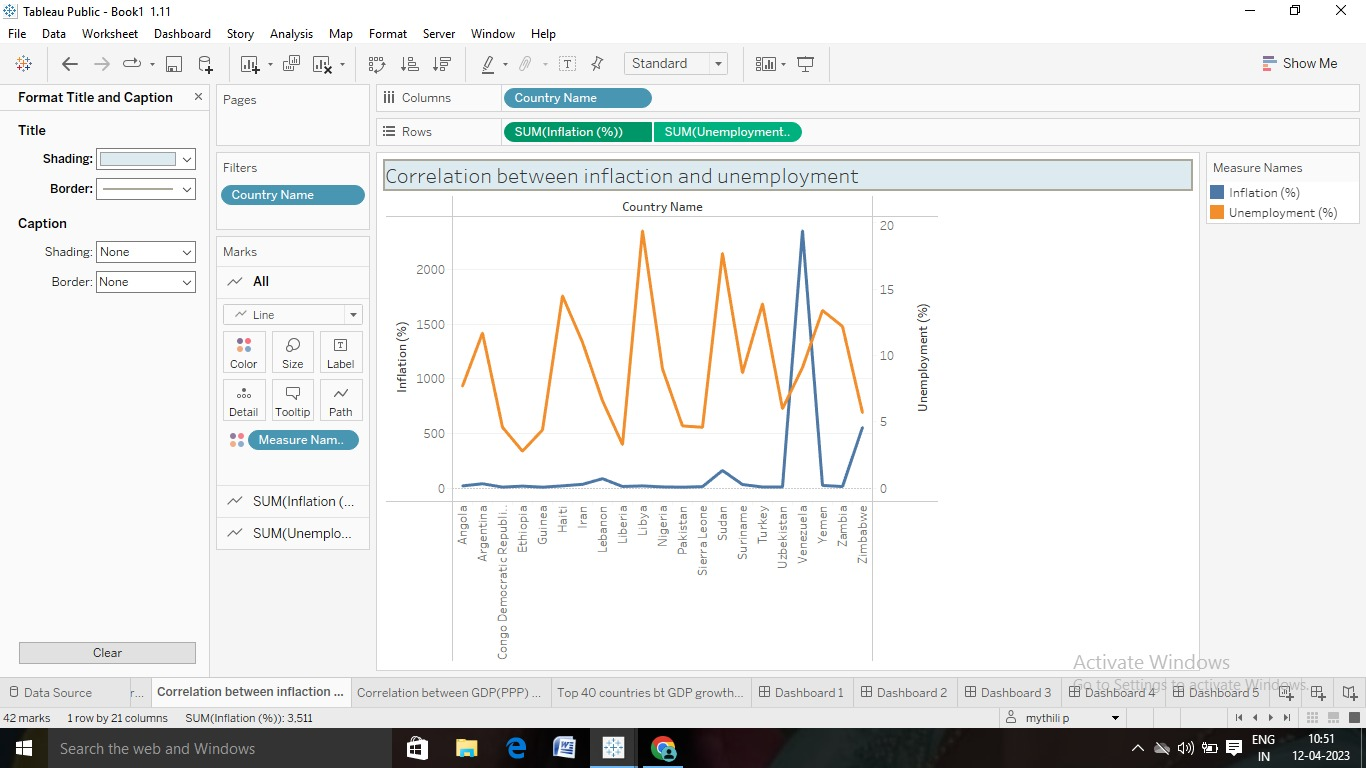 Tableau Public - Book1 1.11
File Data Worksheet Dashboard Story Analysis Map Format Server Window Help
Standard
Show Me
Format Title and Caption
Title
Shading:
Border:
Caption
Shading: None
Border: None
Clear
Pages
Filters
Country Name
Marks
All
Line
Color Size Label
Detail Tooltip Path
Measure Nam..
SUM(Inflation (...
SUM(Unemplo...
Columns Country Name
Rows SUM(Inflation (%)) SUM(Unemployment..
Correlation between inflaction and unemployment
Country Name
Inflation (%)
2000
1500
1000
500
0
20
15
10
5
0
Unemployment (%)
Angola
Argentina
Congo Democratic Republi..
Ethiopia
Guinea
Haiti
Iran
Lebanon
Liberia
Libya
Nigeria
Pakistan
Sierra Leone
Sudan
Suriname
Turkey
Uzbekistan
Venezuela
Yemen
Zambia
Zimbabwe
Measure Names
Inflation (%)
Unemployment (%)
Activate Windows
Go to Settings to activate Windows.
Data Source r... Correlation between inflaction ... Correlation between GDP(PPP) ... Top 40 countries bt GDP growth... Dashboard 1 Dashboard 2 Dashboard 3 Dashboard 4 Dashboard 5
42 marks 1 row by 21 columns SUM(Inflation (%)): 3,511 mythili p
Search the web and Windows
ENG
IN
10:51
12-04-2023